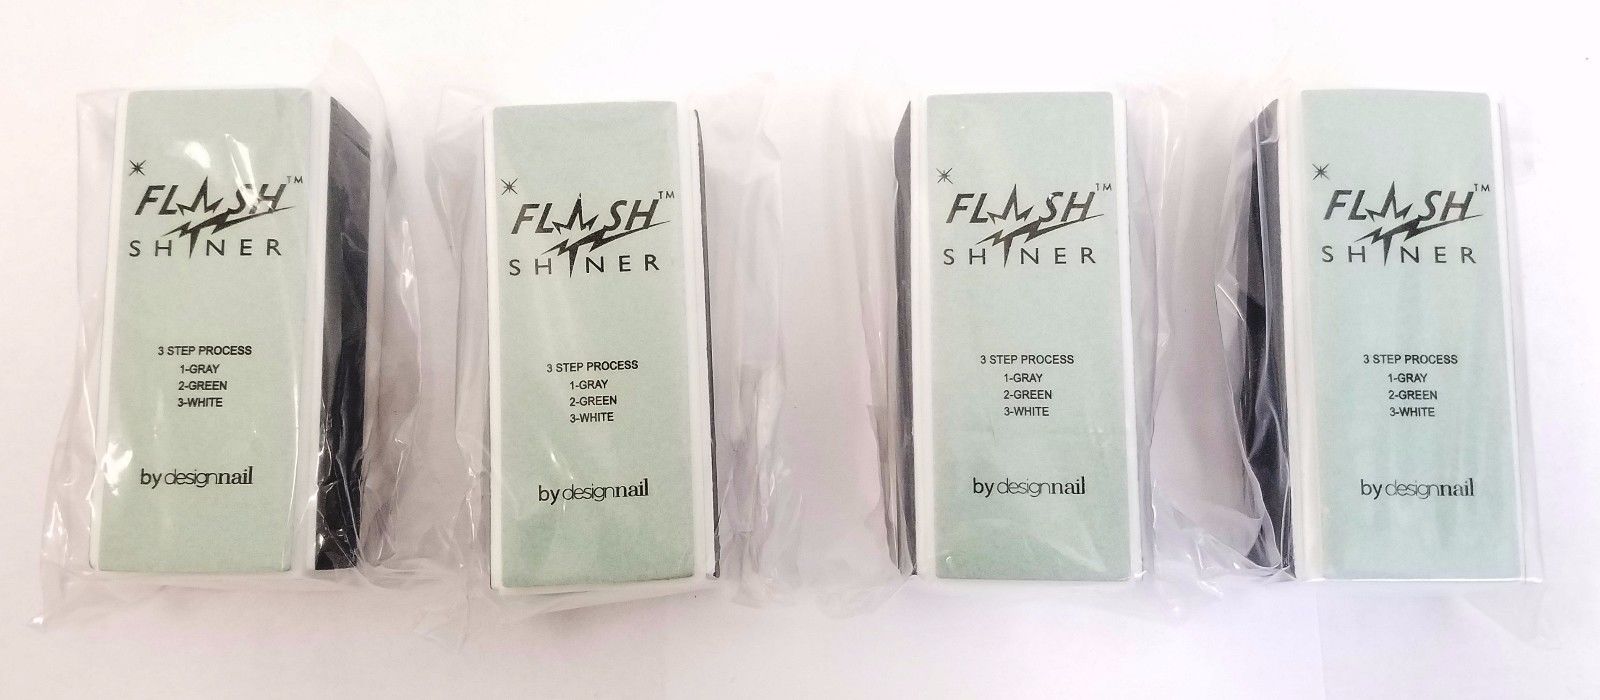 FLASH™
SHINER
3 STEP PROCESS
1-GRAY
2-GREEN
3-WHITE
by designnail
FLASH™
SHINER
3 STEP PROCESS
1-GRAY
2-GREEN
3-WHITE
by designnail
FLASH™
SHINER
3 STEP PROCESS
1-GRAY
2-GREEN
3-WHITE
by designnail
FLASH™
SHINER
3 STEP PROCESS
1-GRAY
2-GREEN
3-WHITE
by designnail